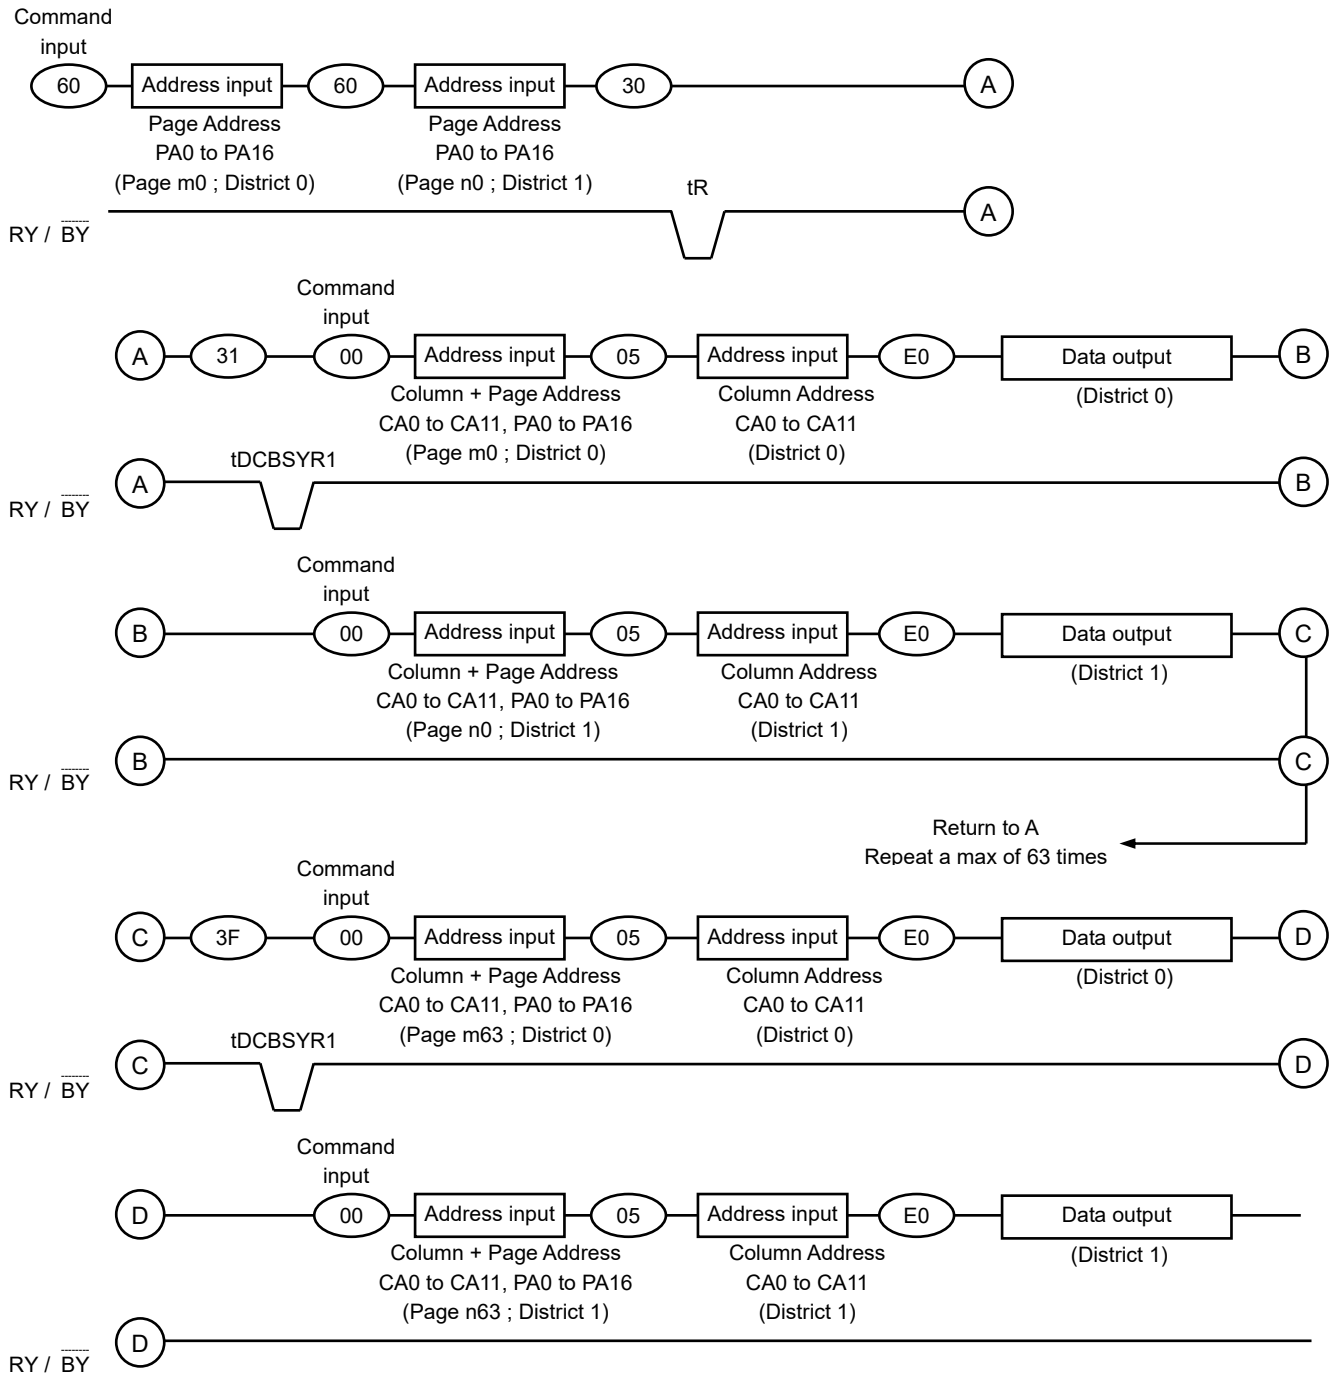 Command
input
60 Address input 60 Address input 30 A
Page Address Page Address
PA0 to PA16 PA0 to PA16
(Page m0 ; District 0) (Page n0 ; District 1)
tR
A
RY / BY
Command
input
A 31 00 Address input 05 Address input E0 Data output B
Column + Page Address Column Address (District 0)
CA0 to CA11, PA0 to PA16 CA0 to CA11
(Page m0 ; District 0) (District 0)
tDCBSYR1
A B
RY / BY
Command
input
B 00 Address input 05 Address input E0 Data output C
Column + Page Address Column Address (District 1)
CA0 to CA11, PA0 to PA16 CA0 to CA11
(Page n0 ; District 1) (District 1)
B C
RY / BY
Return to A
Repeat a max of 63 times
Command
input
C 3F 00 Address input 05 Address input E0 Data output D
Column + Page Address Column Address (District 0)
CA0 to CA11, PA0 to PA16 CA0 to CA11
(Page m63 ; District 0) (District 0)
tDCBSYR1
C D
RY / BY
Command
input
D 00 Address input 05 Address input E0 Data output
Column + Page Address Column Address (District 1)
CA0 to CA11, PA0 to PA16 CA0 to CA11
(Page n63 ; District 1) (District 1)
D
RY / BY